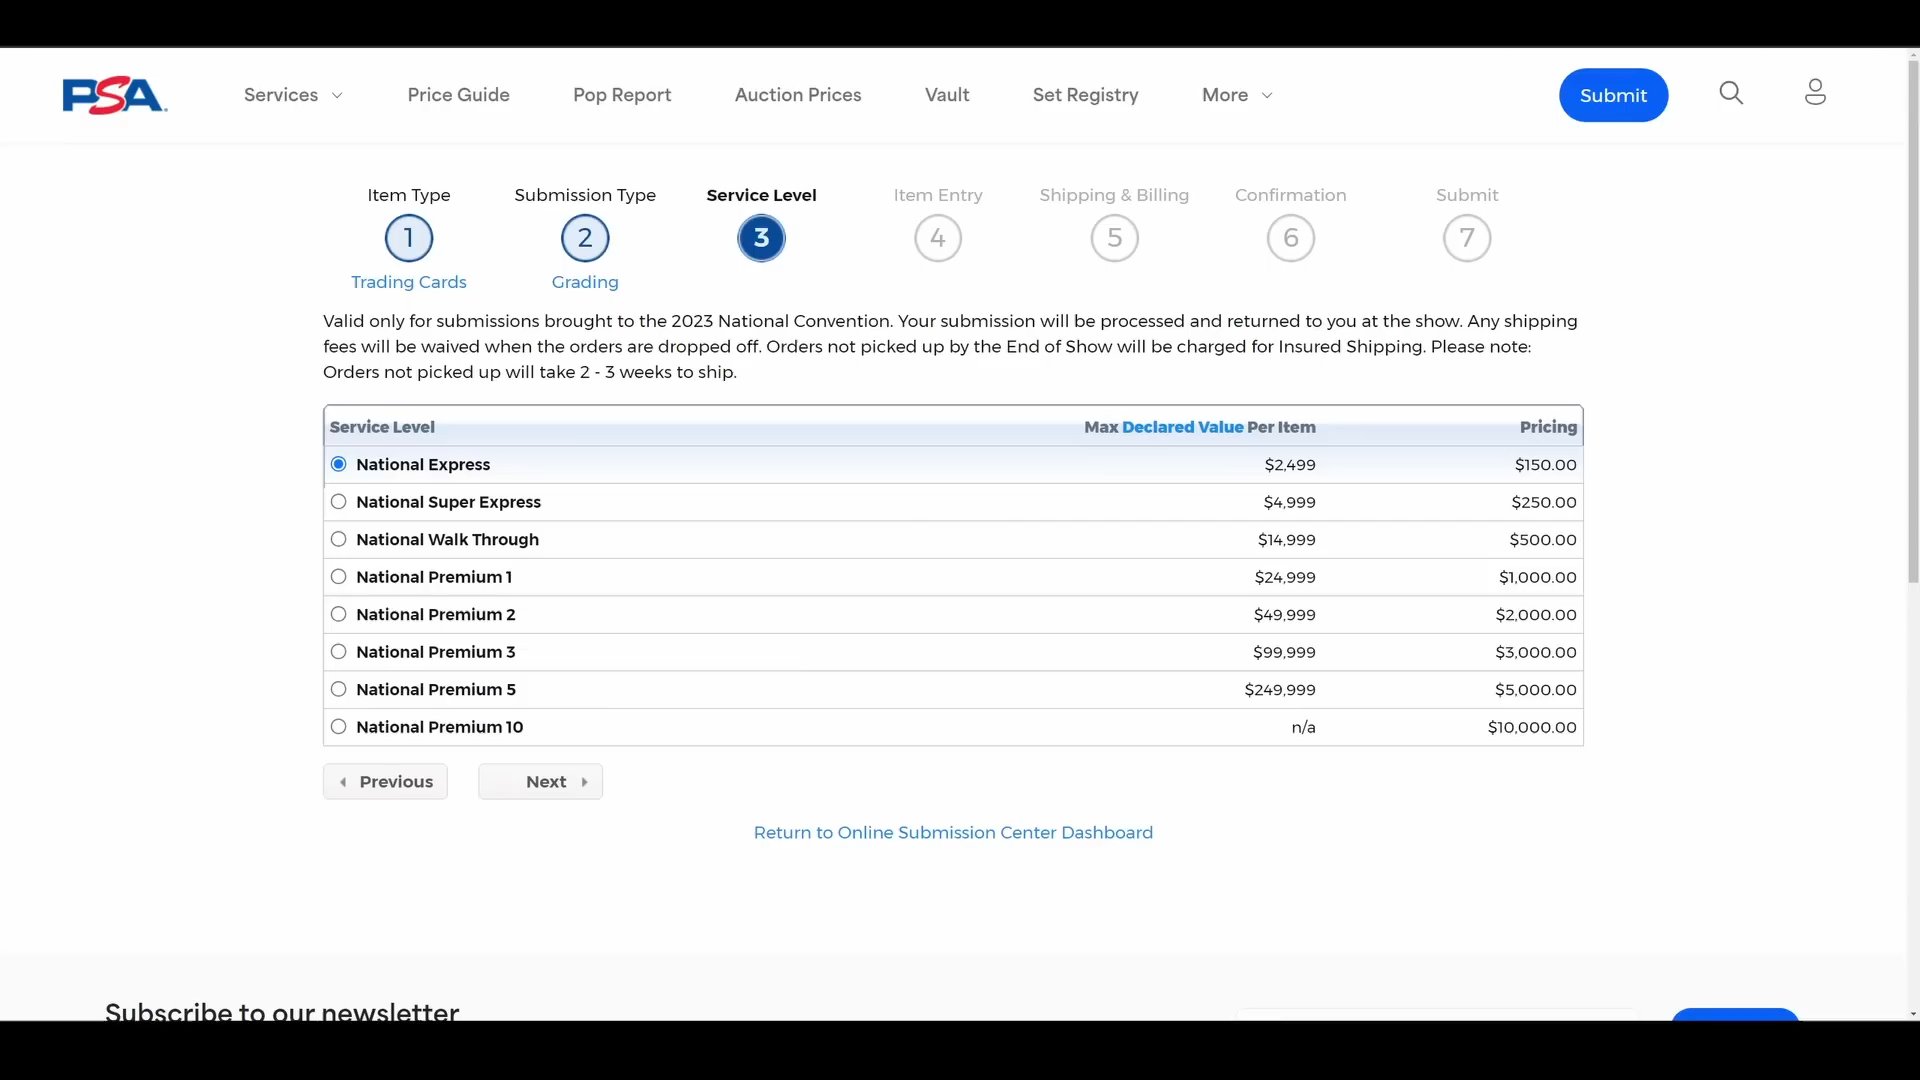 PSA
Services
Price Guide
Pop Report
Auction Prices
Vault
Set Registry
More
Submit
Item Type
Submission Type
Service Level
Item Entry
Shipping & Billing
Confirmation
Submit
1
2
3
4
5
6
7
Trading Cards
Grading
Valid only for submissions brought to the 2023 National Convention. Your submission will be processed and returned to you at the show. Any shipping
fees will be waived when the orders are dropped off. Orders not picked up by the End of Show will be charged for Insured Shipping. Please note:
Orders not picked up will take 2 - 3 weeks to ship.
Service Level Max Declared Value Per Item Pricing
National Express $2,499 $150.00
National Super Express $4,999 $250.00
National Walk Through $14,999 $500.00
National Premium 1 $24,999 $1,000.00
National Premium 2 $49,999 $2,000.00
National Premium 3 $99,999 $3,000.00
National Premium 5 $249,999 $5,000.00
National Premium 10 n/a $10,000.00
Previous
Next
Return to Online Submission Center Dashboard
Subscribe to our newsletter